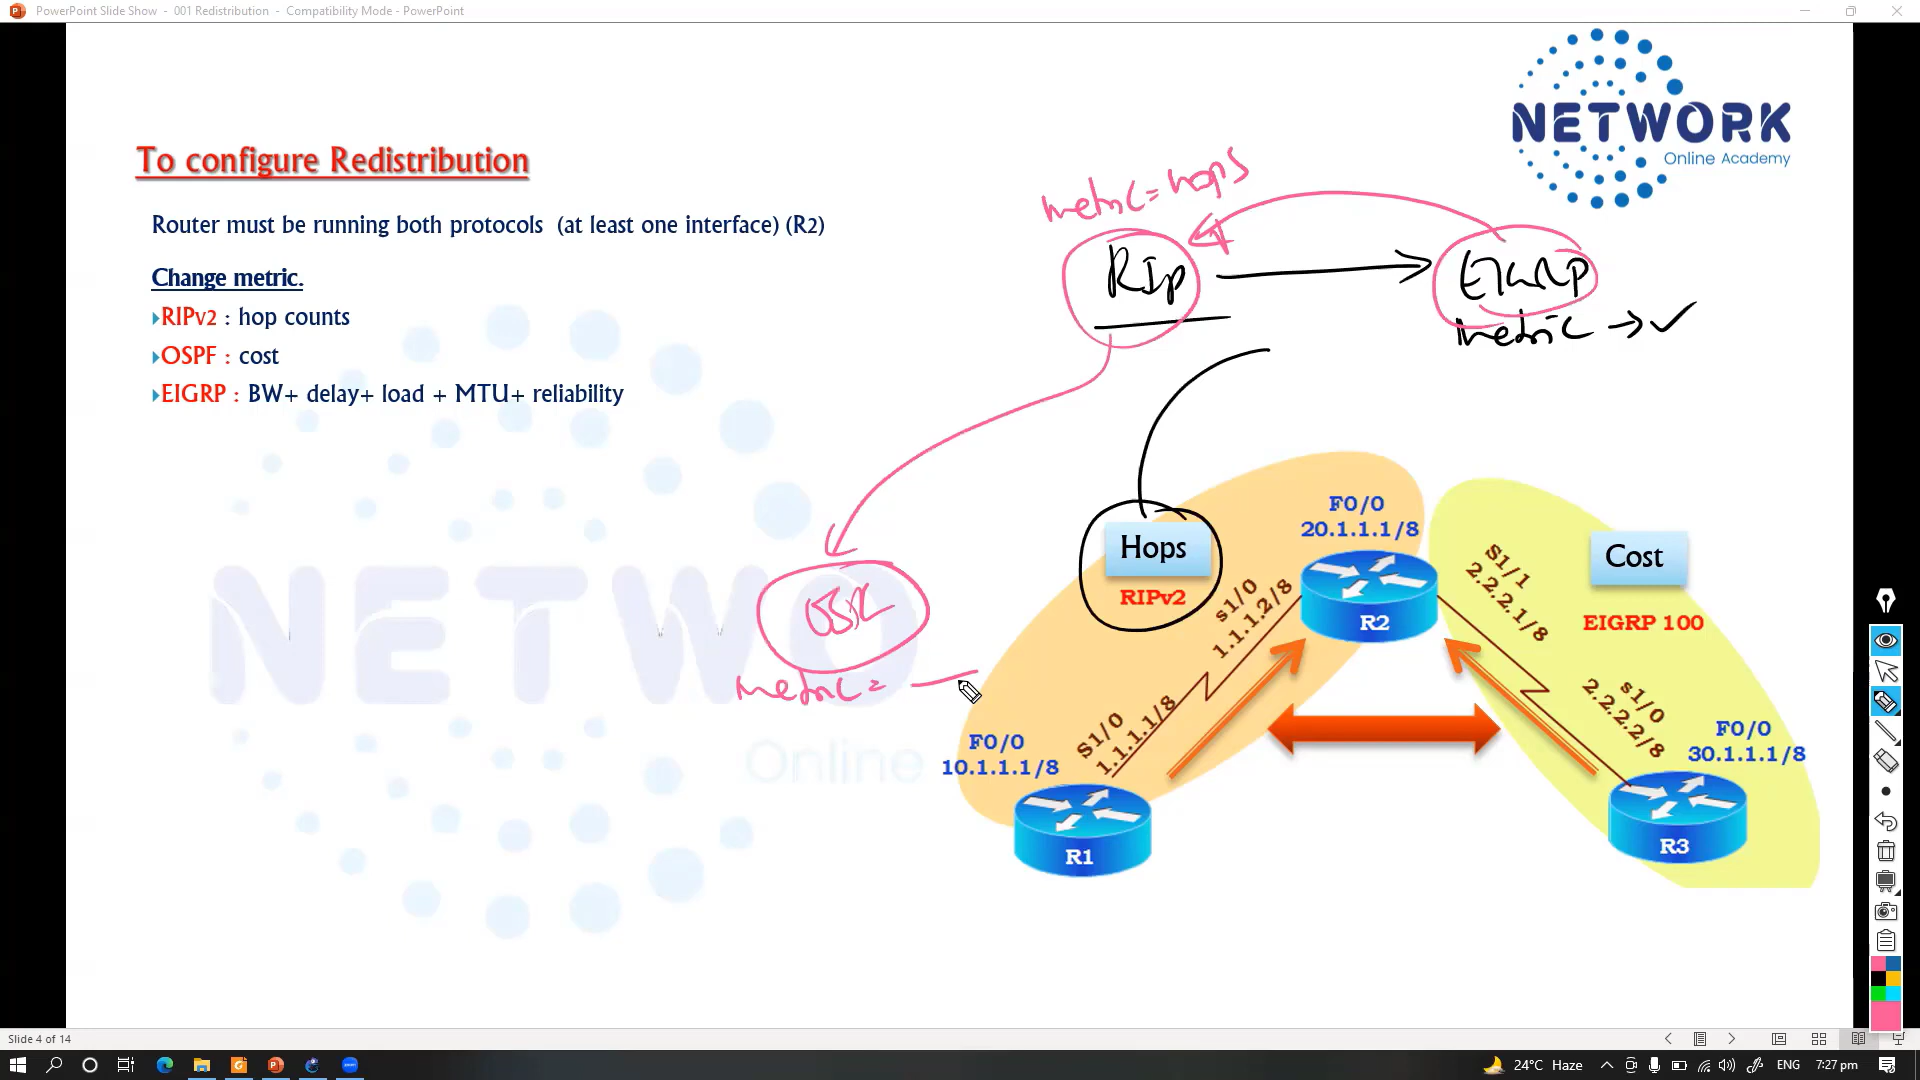 PowerPoint Slide Show - 001 Redistribution - Compatibility Mode - PowerPoint
NETWORK
Online Academy
To configure Redistribution
Router must be running both protocols (at least one interface) (R2)
Change metric.
RIPv2 : hop counts
OSPF : cost
EIGRP : BW+ delay+ load + MTU+ reliability
metric = hops
RIP
EIGRP
metric
Hops
RIPv2
F0/0
20.1.1.1/8
R2
S1/1
2.2.2.1/8
Cost
EIGRP 100
s1/0
1.1.1.2/8
metric =
S1/0
1.1.1.1/8
F0/0
10.1.1.1/8
R1
s1/0
2.2.2.2/8
F0/0
30.1.1.1/8
R3
NETWO
Online
Slide 4 of 14
24°C Haze
ENG
7:27 pm